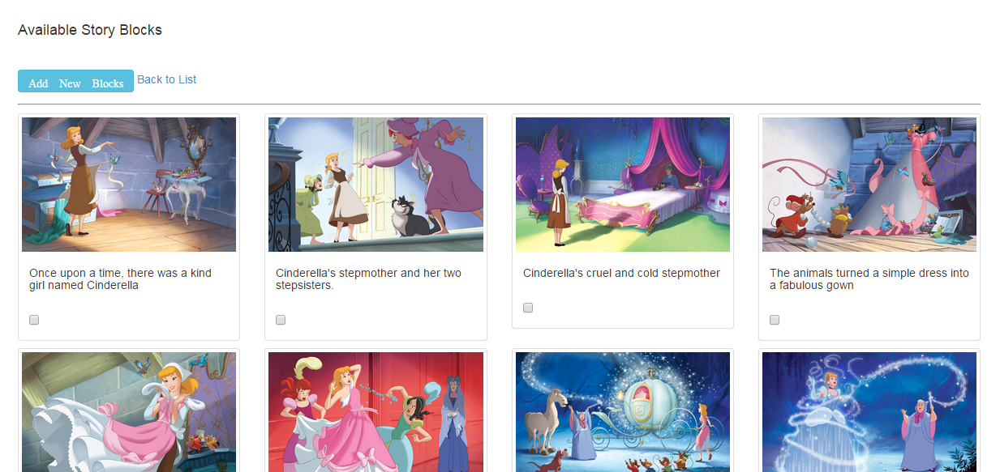 Available Story Blocks
Add New Blocks Back to List
Once upon a time, there was a kind
girl named Cinderella
Cinderella's stepmother and her two
stepsisters.
Cinderella's cruel and cold stepmother
The animals turned a simple dress into
a fabulous gown